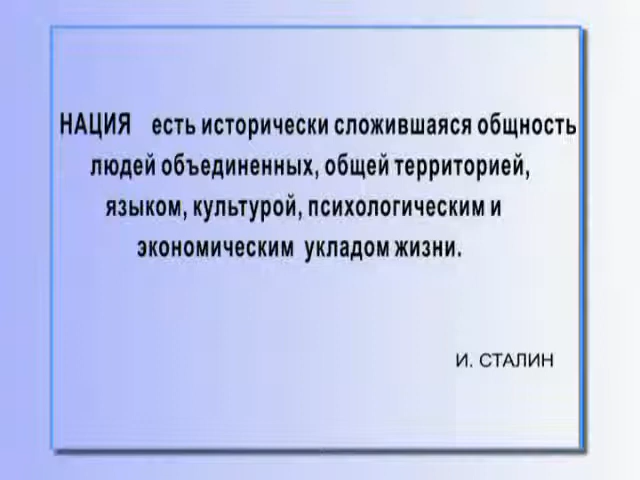 НАЦИЯ есть исторически сложившаяся общность
людей объединенных, общей территорией,
языком, культурой, психологическим и
экономическим укладом жизни.
И. СТАЛИН